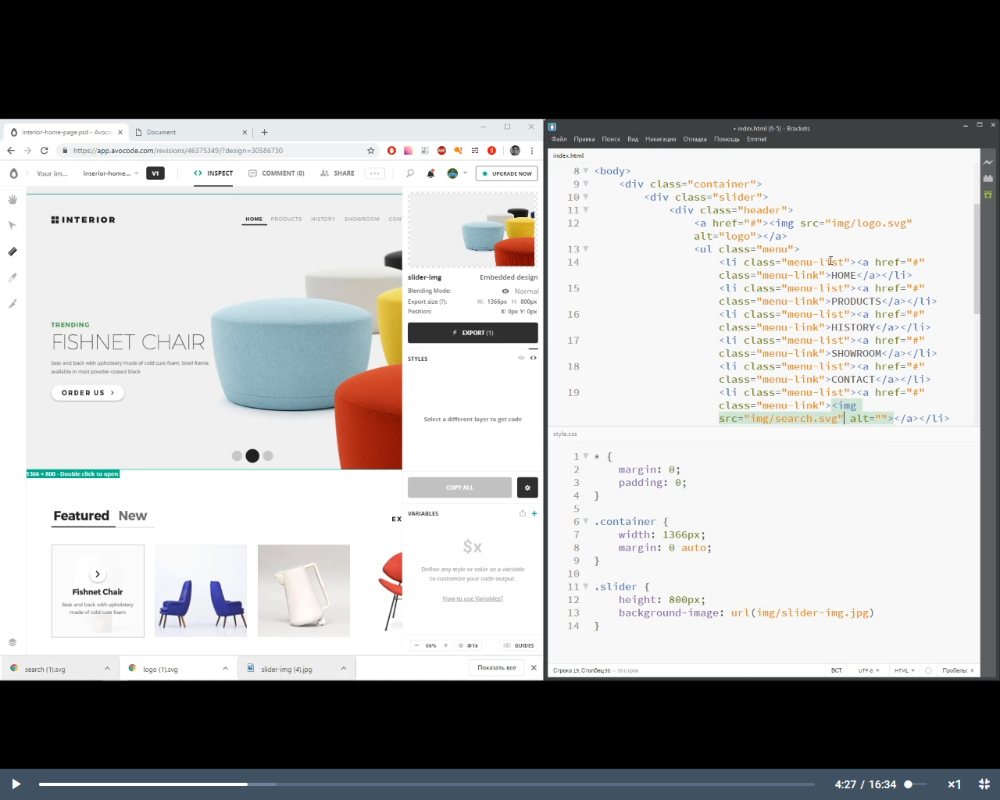 interior-home-page.psd - Avoco
Document
https://app.avocode.com/revisions/46375349/?design=30586730
Your im...
interior-home...
V1
INSPECT
COMMENT (0)
SHARE
UPGRADE NOW
INTERIOR
HOME
PRODUCTS
HISTORY
SHOWROOM
CON
TRENDING
FISHNET CHAIR
Seat and back with upholstery made of cold cure foam. Steel frame,
available in matt powder-coated black
ORDER US
1366 × 800 - Double click to open
Featured New
EX
Fishnet Chair
Seat and back with upholstery
made of cold cure foam
slider-img
Embedded design
Blending Mode:
Normal
Export size (?):
W: 1366px H: 800px
Position:
X: 0px Y: 0px
EXPORT (1)
STYLES
Select a different layer to get code
COPY ALL
VARIABLES
$x
Define any style or color as a variable
to customize your code output.
How to use Variables?
66%
@1x
GUIDES
search (1).svg
logo (1).svg
slider-img (4).jpg
Показать все
• index.html (6-5) - Brackets
Файл Правка Поиск Вид Навигация Отладка Помощь Emmet
index.html
8 <body>
9 <div class="container">
10 <div class="slider">
11 <div class="header">
12 <a href="#"><img src="img/logo.svg"
alt="logo"></a>
13 <ul class="menu">
14 <li class="menu-list"><a href="#"
class="menu-link">HOME</a></li>
15 <li class="menu-list"><a href="#"
class="menu-link">PRODUCTS</a></li>
16 <li class="menu-list"><a href="#"
class="menu-link">HISTORY</a></li>
17 <li class="menu-list"><a href="#"
class="menu-link">SHOWROOM</a></li>
18 <li class="menu-list"><a href="#"
class="menu-link">CONTACT</a></li>
19 <li class="menu-list"><a href="#"
class="menu-link"><img
src="img/search.svg" alt=""></a></li>
style.css
1 * {
2 margin: 0;
3 padding: 0;
4 }
5
6 .container {
7 width: 1366px;
8 margin: 0 auto;
9 }
10
11 .slider {
12 height: 800px;
13 background-image: url(img/slider-img.jpg)
14 }
Строка 19, Столбец 98 — 36 строк
ВСТ
UTF-8
HTML
Пробелы: 4
4:27 / 16:34
×1